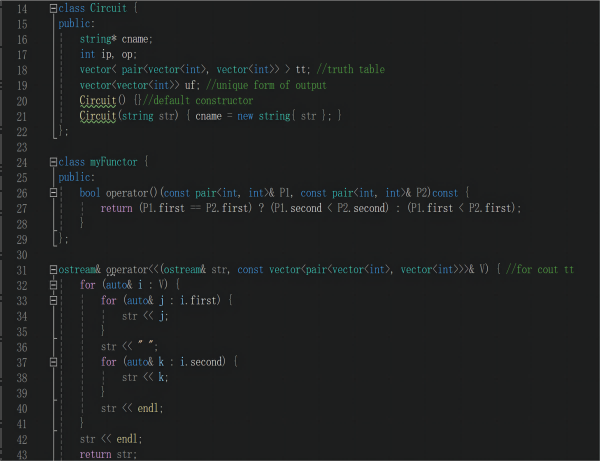 14 class Circuit {
15 public:
16 string* cname;
17 int ip, op;
18 vector< pair<vector<int>, vector<int>> > tt; //truth table
19 vector<vector<int>> uf; //unique form of output
20 Circuit() {}//default constructor
21 Circuit(string str) { cname = new string{ str }; }
22 };
23
24 class myFunctor {
25 public:
26 bool operator()(const pair<int, int>& P1, const pair<int, int>& P2)const {
27 return (P1.first == P2.first) ? (P1.second < P2.second) : (P1.first < P2.first);
28 }
29 };
30
31 ostream& operator<<(ostream& str, const vector<pair<vector<int>, vector<int>>>& V) { //for cout tt
32 for (auto& i : V) {
33 for (auto& j : i.first) {
34 str << j;
35 }
36 str << " ";
37 for (auto& k : i.second) {
38 str << k;
39 }
40 str << endl;
41 }
42 str << endl;
43 return str;